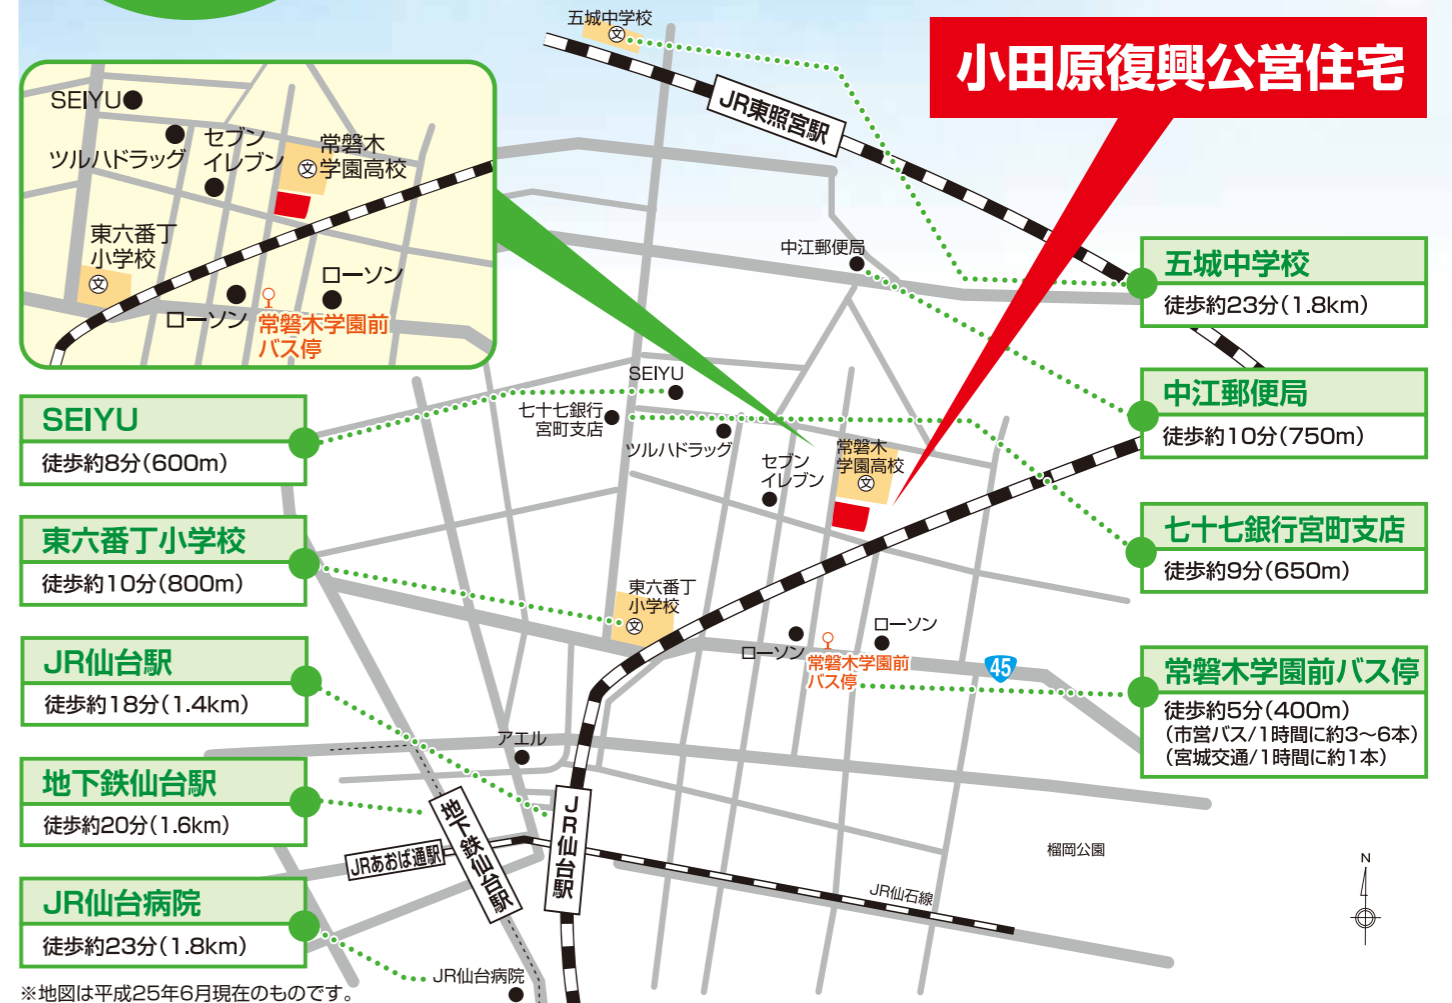 小田原復興公営住宅
五城中学校
文
JR東照宮駅
SEIYU
ツルハドラッグ
セブン
イレブン
常磐木
学園高校
文
東六番丁
小学校
文
ローソン
ローソン
常磐木学園前
バス停
中江郵便局
五城中学校
徒歩約23分(1.8km)
中江郵便局
徒歩約10分(750m)
七十七銀行宮町支店
徒歩約9分(650m)
常磐木学園前バス停
徒歩約5分(400m)
(市営バス/1時間に約3〜6本)
(宮城交通/1時間に約1本)
SEIYU
徒歩約8分(600m)
東六番丁小学校
徒歩約10分(800m)
JR仙台駅
徒歩約18分(1.4km)
地下鉄仙台駅
徒歩約20分(1.6km)
JR仙台病院
徒歩約23分(1.8km)
SEIYU
七十七銀行
宮町支店
ツルハドラッグ
セブン
イレブン
常磐木
学園高校
文
東六番丁
小学校
文
ローソン
ローソン
常磐木学園前
バス停
45
アエル
地下鉄仙台駅
JR仙台駅
JRあおば通駅
JR仙石線
榴岡公園
N
JR仙台病院
※地図は平成25年6月現在のものです。